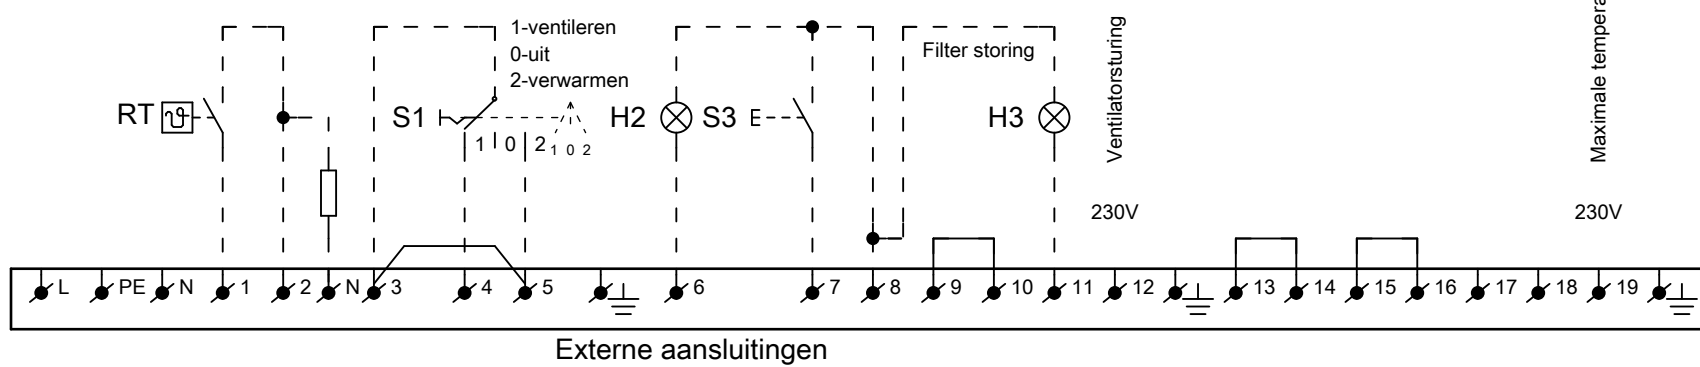 1-ventileren
0-uit
2-verwarmen
Filter storing
Ventilatorsturing
Maximale
RT
S1
H2
S3
H3
1 0 2
1 0 2
230V
230V
L PE N 1 2 N 3 4 5 6 7 8 9 10 11 12 13 14 15 16 17 18 19
Externe aansluitingen